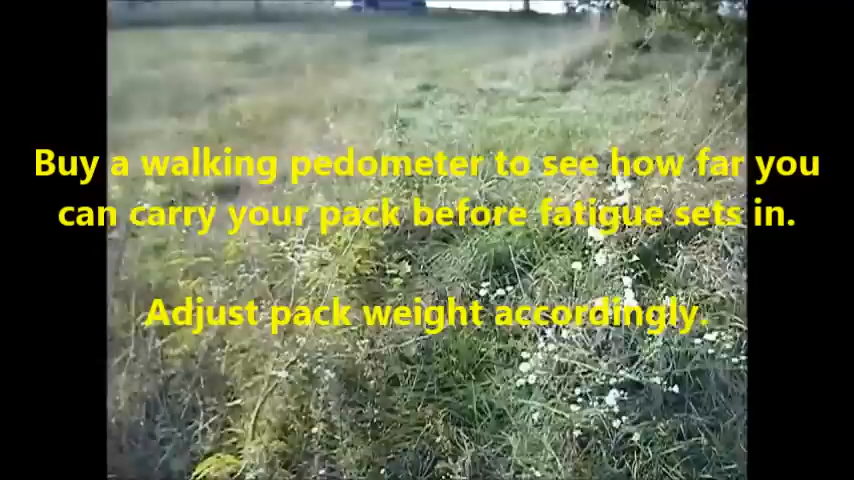 Buy a walking pedometer to see how far you
can carry your pack before fatigue sets in.
Adjust pack weight accordingly.